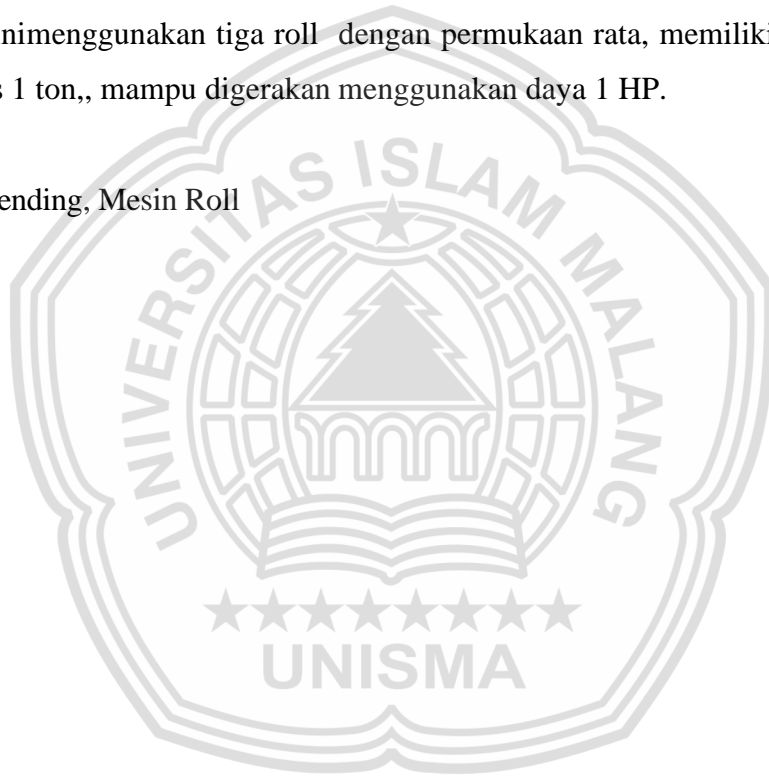 nimenggunakan tiga roll dengan permukaan rata, memiliki
s 1 ton,, mampu digerakan menggunakan daya 1 HP.
ending, Mesin Roll
UNIVERSITAS ISLAM MALANG
UNISMA